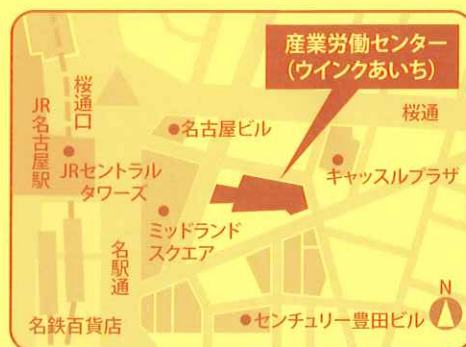 産業労働センター
(ウインクあいち)
桜通口
桜通
JR名古屋駅
名古屋ビル
JRセントラル
タワーズ
キャッスルプラザ
ミッドランド
スクエア
名駅通
N
名鉄百貨店
センチュリー豊田ビル